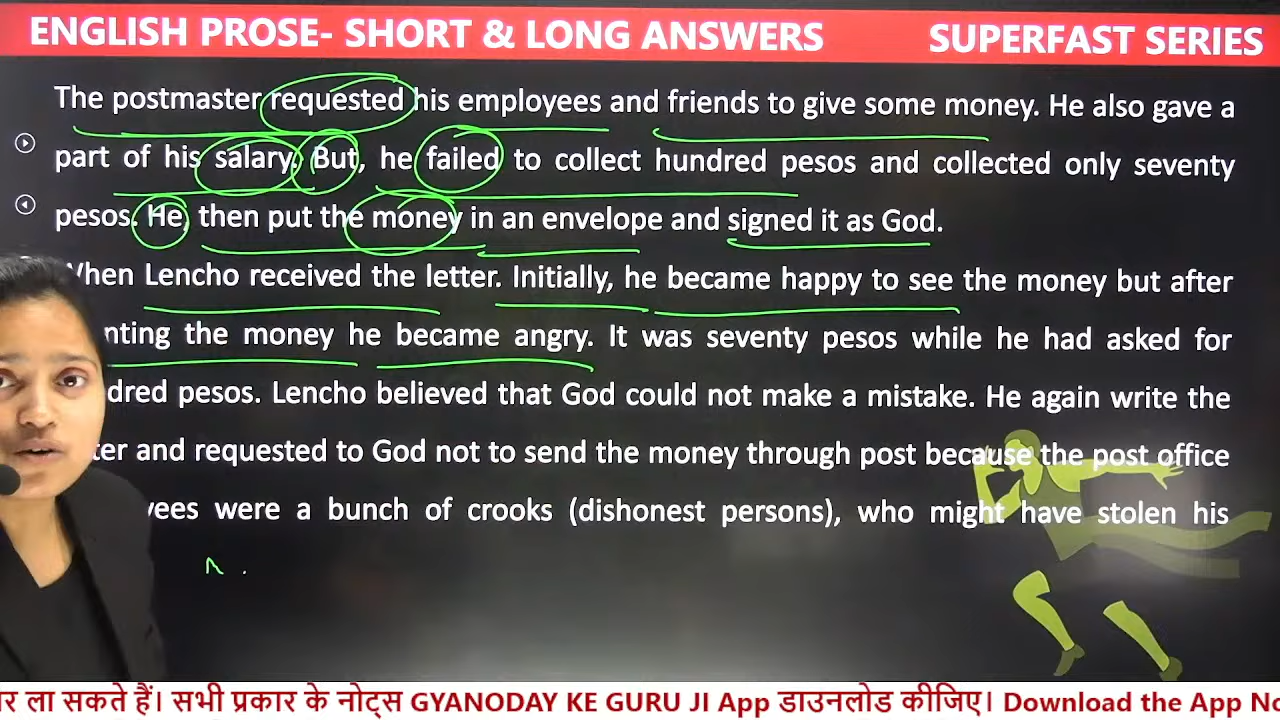 ENGLISH PROSE- SHORT & LONG ANSWERS SUPERFAST SERIES
The postmaster requested his employees and friends to give some money. He also gave a
part of his salary. But, he failed to collect hundred pesos and collected only seventy
pesos. He, then put the money in an envelope and signed it as God.
When Lencho received the letter. Initially, he became happy to see the money but after
the money he became angry. It was seventy pesos while he had asked for
pesos. Lencho believed that God could not make a mistake. He again write the
and requested to God not to send the money through post because the post office
were a bunch of crooks (dishonest persons), who might have stolen his
ला सकते हैं। सभी प्रकार के नोट्स GYANODAY KE GURU JI App डाउनलोड कीजिए। Download the App